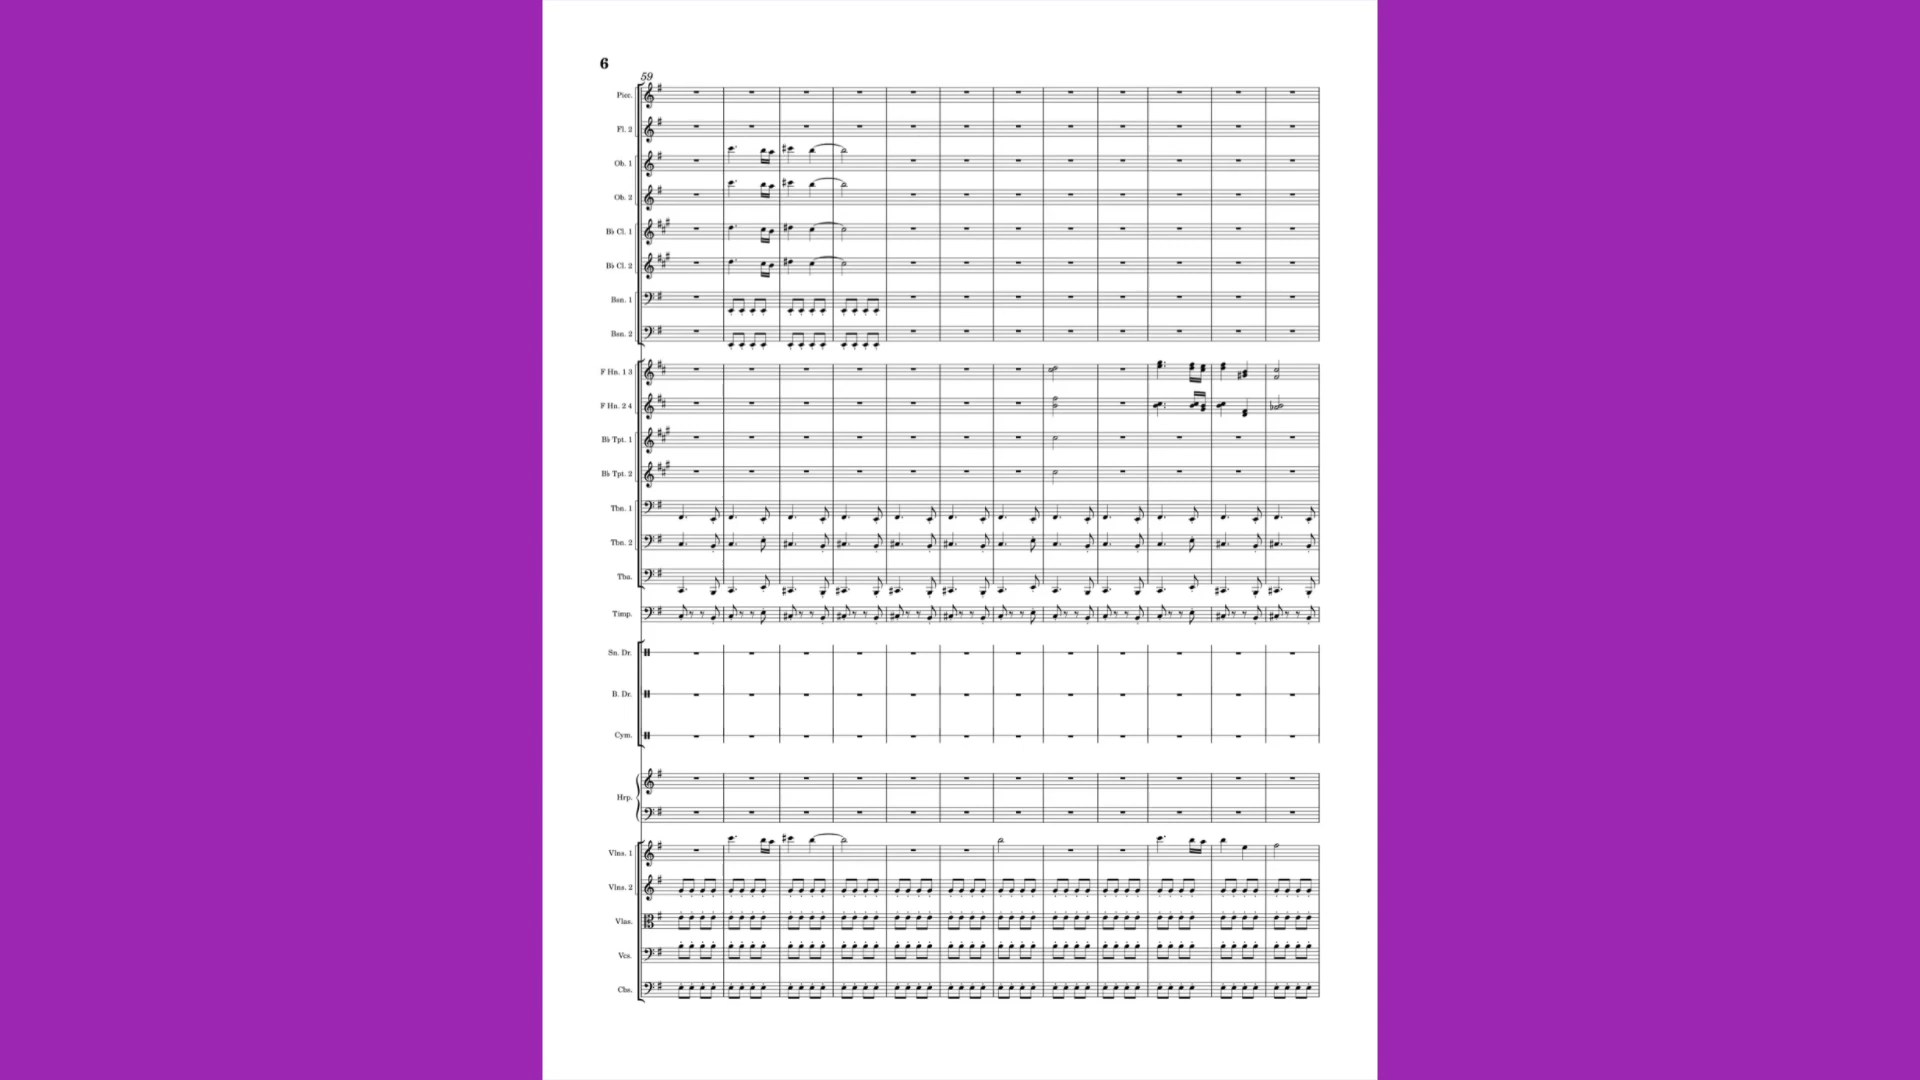 6
59
Picc.
Fl. 2
Ob. 1
Ob. 2
B♭ Cl. 1
B♭ Cl. 2
Bsn. 1
Bsn. 2
F Hn. 1 3
F Hn. 2 4
B♭ Tpt. 1
B♭ Tpt. 2
Tbn. 1
Tbn. 2
Tba.
Timp.
Sn. Dr.
B. Dr.
Cym.
Hrp.
Vlns. 1
Vlns. 2
Vlas.
Vcs.
Cbs.